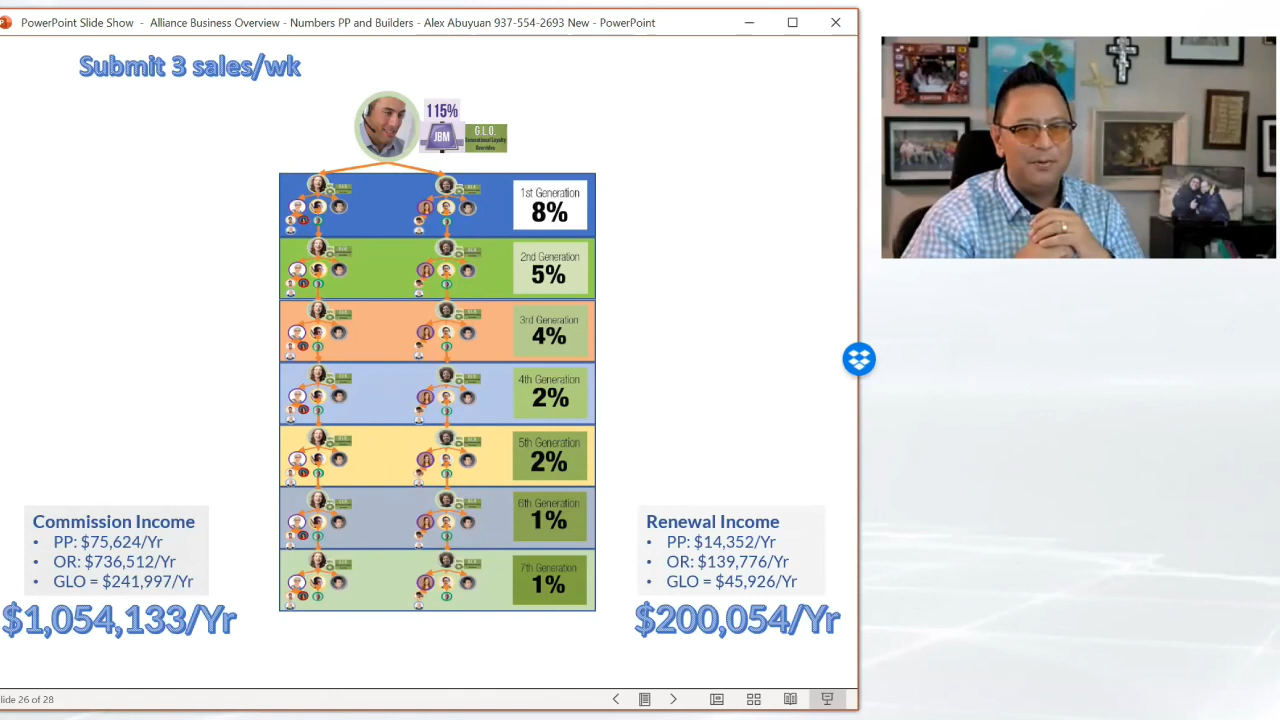 PowerPoint Slide Show - Alliance Business Overview - Numbers PP and Builders - Alex Abuyuan 937-554-2693 New - PowerPoint
Submit 3 sales/wk
115%
JBM
G.L.O.
Generational Loyalty
Overrides
1st Generation
8%
2nd Generation
5%
3rd Generation
4%
4th Generation
2%
5th Generation
2%
6th Generation
1%
7th Generation
1%
Commission Income
• PP: $75,624/Yr
• OR: $736,512/Yr
• GLO = $241,997/Yr
$1,054,133/Yr
Renewal Income
• PP: $14,352/Yr
• OR: $139,776/Yr
• GLO = $45,926/Yr
$200,054/Yr
lide 26 of 28